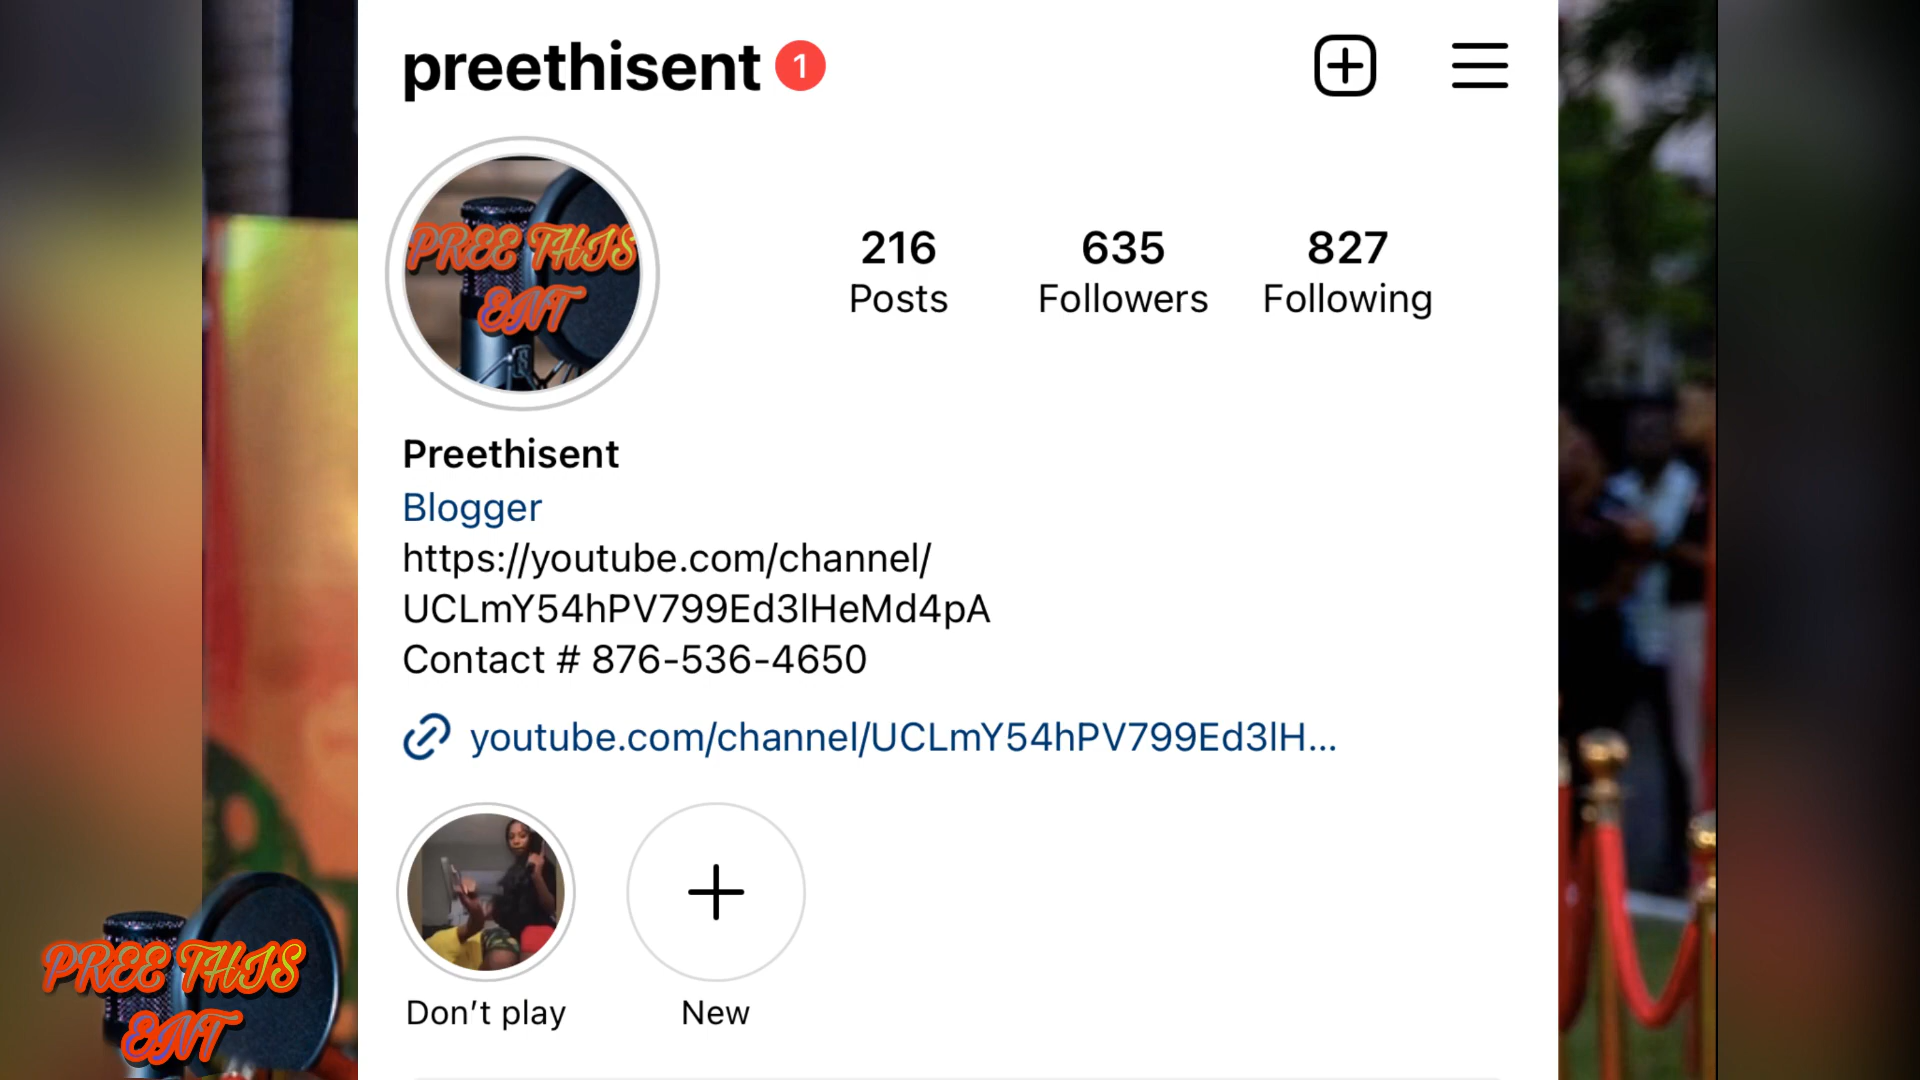 preethisent 1
PREE THIS
ENT
216 635 827
Posts Followers Following
Preethisent
Blogger
https://youtube.com/channel/
UCLmY54hPV799Ed3lHeMd4pA
Contact # 876-536-4650
youtube.com/channel/UCLmY54hPV799Ed3lH...
Don't play New
PREE THIS
ENT